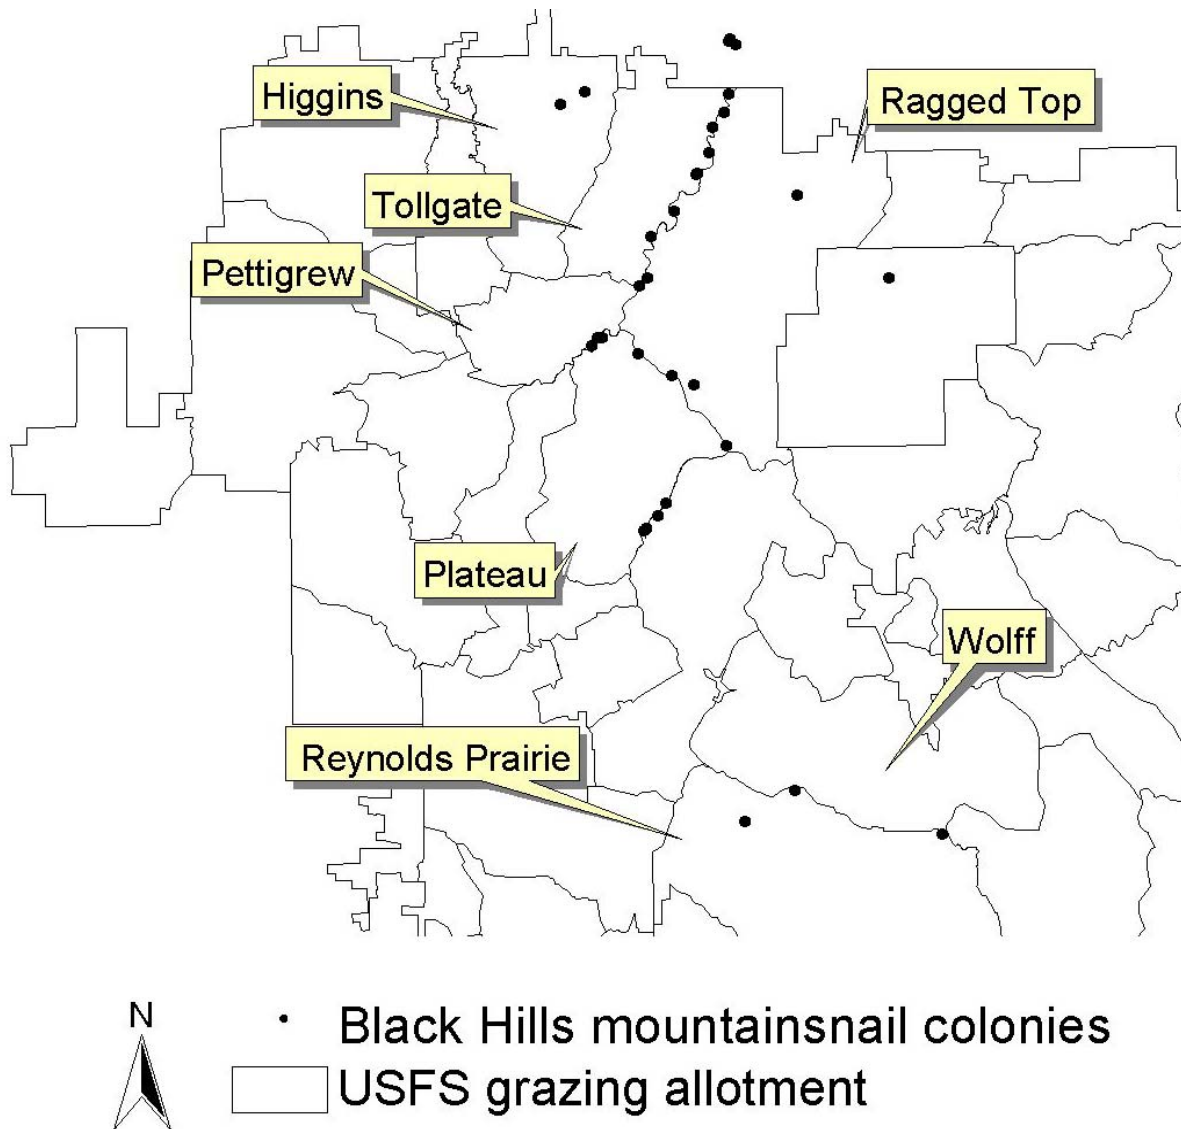 Higgins
Ragged Top
Tollgate
Pettigrew
Plateau
Wolff
Reynolds Prairie
N
Black Hills mountainsnail colonies
USFS grazing allotment